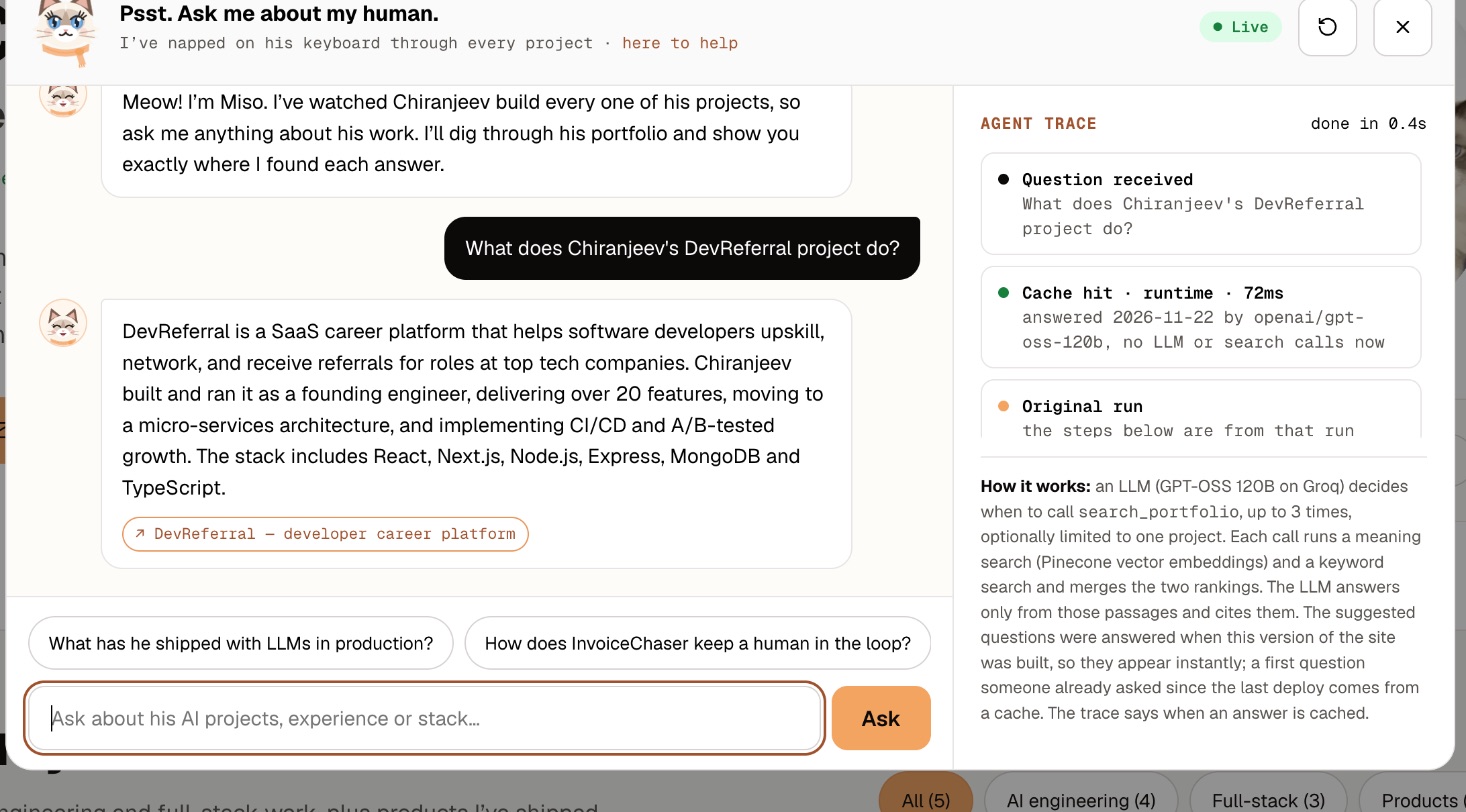 Psst. Ask me about my human.
I've napped on his keyboard through every project · here to help
Live
Meow! I'm Miso. I've watched Chiranjeev build every one of his projects, so
ask me anything about his work. I'll dig through his portfolio and show you
exactly where I found each answer.
What does Chiranjeev's DevReferral project do?
DevReferral is a SaaS career platform that helps software developers upskill,
network, and receive referrals for roles at top tech companies. Chiranjeev
built and ran it as a founding engineer, delivering over 20 features, moving to
a micro-services architecture, and implementing CI/CD and A/B-tested
growth. The stack includes React, Next.js, Node.js, Express, MongoDB and
TypeScript.
↗ DevReferral — developer career platform
What has he shipped with LLMs in production?
How does InvoiceChaser keep a human in the loop?
Ask about his AI projects, experience or stack…
Ask
AGENT TRACE
done in 0.4s
Question received
What does Chiranjeev's DevReferral
project do?
Cache hit · runtime · 72ms
answered 2026-11-22 by openai/gpt-
oss-120b, no LLM or search calls now
Original run
the steps below are from that run
How it works: an LLM (GPT-OSS 120B on Groq) decides
when to call search_portfolio, up to 3 times,
optionally limited to one project. Each call runs a meaning
search (Pinecone vector embeddings) and a keyword
search and merges the two rankings. The LLM answers
only from those passages and cites them. The suggested
questions were answered when this version of the site
was built, so they appear instantly; a first question
someone already asked since the last deploy comes from
a cache. The trace says when an answer is cached.
All (5)
AI engineering (4)
Full-stack (3)
Products